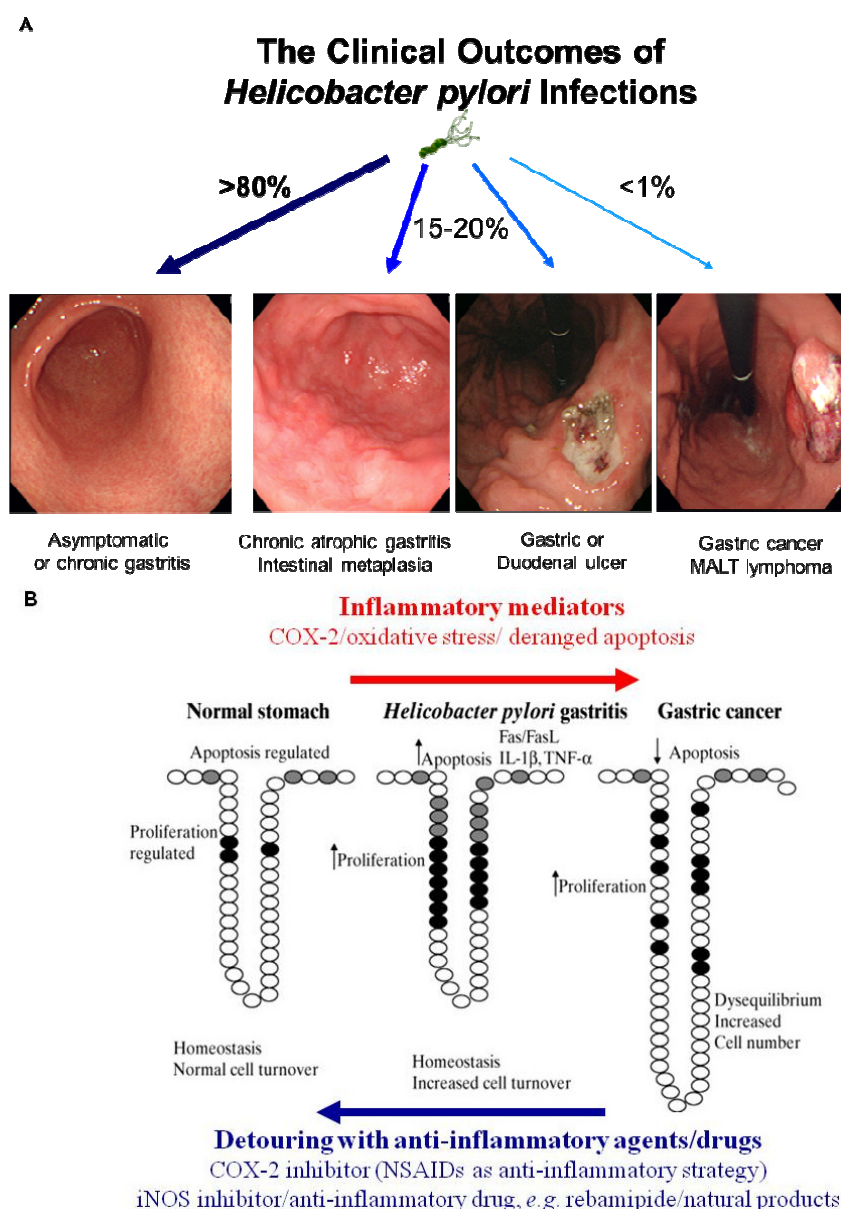 A
The Clinical Outcomes of
Helicobacter pylori Infections
>80%
15-20%
<1%
Asymptomatic
or chronic gastritis
Chronic atrophic gastritis
Intestinal metaplasia
Gastric or
Duodenal ulcer
Gastric cancer
MALT lymphoma
B
Inflammatory mediators
COX-2/oxidative stress/ deranged apoptosis
Normal stomach
Helicobacter pylori gastritis
Gastric cancer
Apoptosis regulated
↑Apoptosis
Fas/FasL
IL-1β, TNF-α
↓ Apoptosis
Proliferation
regulated
↑Proliferation
↑Proliferation
Dysequilibrium
Increased
Cell number
Homeostasis
Normal cell turnover
Homeostasis
Increased cell turnover
Detouring with anti-inflammatory agents/drugs
COX-2 inhibitor (NSAIDs as anti-inflammatory strategy)
iNOS inhibitor/anti-inflammatory drug, e.g. rebamipide/natural products